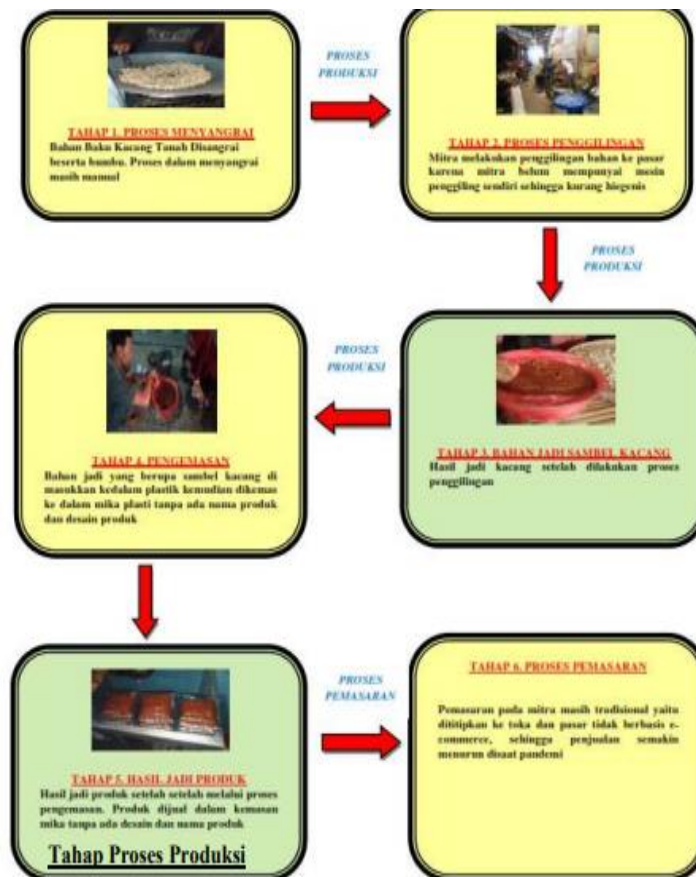 PROSES
PRODUKSI
TAHAP 1. PROSES MENYANGRAI
Bahan Baku Kacang Tanah Disangrai
beserta bumbu. Proses dalam menyangrai
masih manual
TAHAP 2. PROSES PENGGILINGAN
Mitra melakukan penggilingan bahan ke pasar
karena mitra belum mempunyai mesin
penggiling sendiri sehingga kurang hiegenis
PROSES
PRODUKSI
TAHAP 3. BAHAN JADI SAMBEL KACANG
Hasil jadi kacang setelah dilakukan proses
penggilingan
PROSES
PRODUKSI
TAHAP 4. PENGEMASAN
Bahan jadi yang berupa sambel kacang di
masukkan kedalam plastik kemudian dikemas
ke dalam mika plasti tanpa ada nama produk
dan desain produk
TAHAP 5. HASIL JADI PRODUK
Hasil jadi produk setelah setelah melalui proses
pengemasan. Produk dijual dalam kemasan
mika tanpa ada desain dan nama produk
Tahap Proses Produksi
PROSES
PEMASARAN
TAHAP 6. PROSES PEMASARAN
Pemasaran pada mitra masih tradisional yaitu
dititipkan ke toka dan pasar tidak berbasis e-
commerce, sehingga penjualan semakin
menurun disaat pandemi